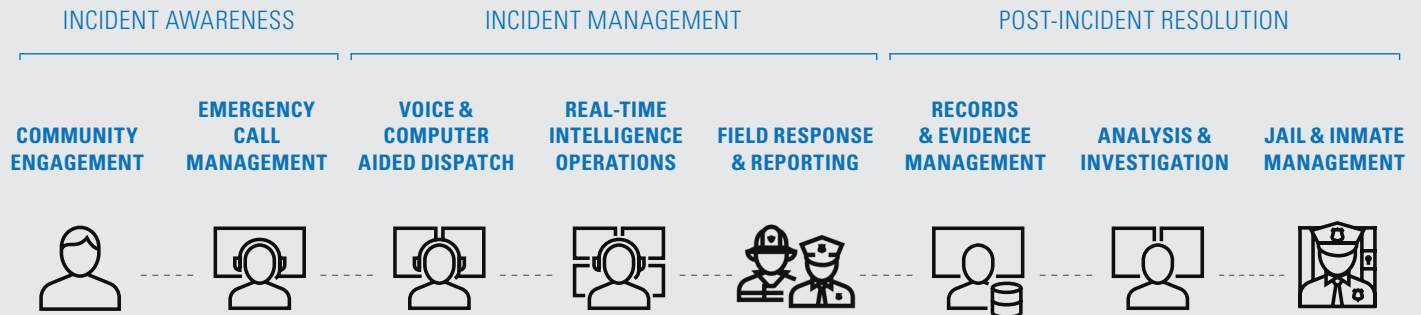 INCIDENT AWARENESS
INCIDENT MANAGEMENT
POST-INCIDENT RESOLUTION
COMMUNITY
ENGAGEMENT
EMERGENCY
CALL
MANAGEMENT
VOICE &
COMPUTER
AIDED DISPATCH
REAL-TIME
INTELLIGENCE
OPERATIONS
FIELD RESPONSE
& REPORTING
RECORDS
& EVIDENCE
MANAGEMENT
ANALYSIS &
INVESTIGATION
JAIL & INMATE
MANAGEMENT